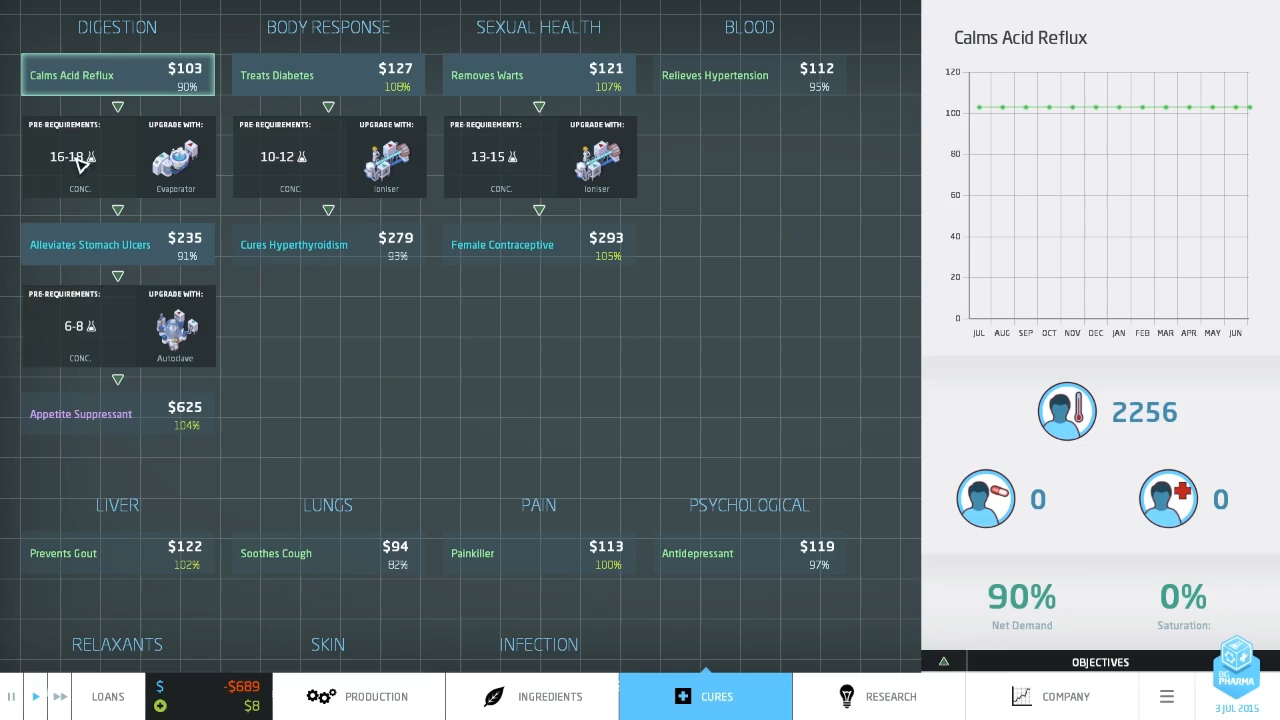 DIGESTION
BODY RESPONSE
SEXUAL HEALTH
BLOOD
Calms Acid Reflux $103 90%
Treats Diabetes $127 108%
Removes Warts $121 107%
Relieves Hypertension $112 95%
PRE-REQUIREMENTS: UPGRADE WITH:
16-18
CONC. Evaporator
PRE-REQUIREMENTS: UPGRADE WITH:
10-12
CONC. Ioniser
PRE-REQUIREMENTS: UPGRADE WITH:
13-15
CONC. Ioniser
Alleviates Stomach Ulcers $235 91%
Cures Hyperthyroidism $279 93%
Female Contraceptive $293 105%
PRE-REQUIREMENTS: UPGRADE WITH:
6-8
CONC. Autoclave
Appetite Suppressant $625 104%
LIVER
LUNGS
PAIN
PSYCHOLOGICAL
Prevents Gout $122 102%
Soothes Cough $94 82%
Painkiller $113 100%
Antidepressant $119 97%
RELAXANTS
SKIN
INFECTION
Calms Acid Reflux
120
100
80
60
40
20
0
JUL AUG SEP OCT NOV DEC JAN FEB MAR APR MAY JUN
2256
0
0
90%
Net Demand
0%
Saturation:
OBJECTIVES
LOANS
$ -$689
$8
PRODUCTION
INGREDIENTS
CURES
RESEARCH
COMPANY
BIG PHARMA
3 JUL 2015